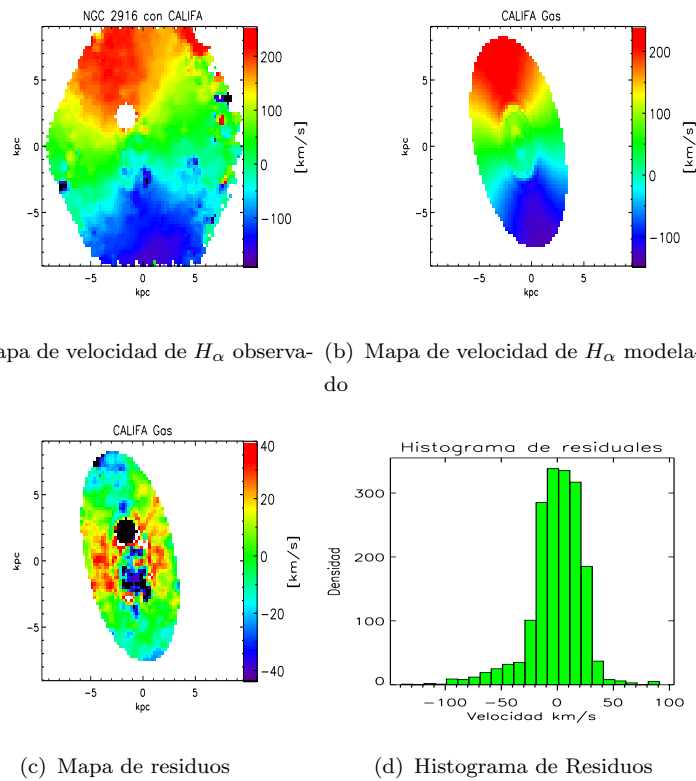 NGC 2916 con CALIFA
5
0
−5
kpc
−5 0 5
kpc
200
100
0
−100
[km/s]
CALIFA Gas
5
0
−5
kpc
−5 0 5
kpc
200
100
0
−100
[km/s]
apa de velocidad de Hα observa- (b) Mapa de velocidad de Hα modela-
do
CALIFA Gas
5
0
−5
kpc
−5 0 5
kpc
40
20
0
−20
−40
[km/s]
Histograma de residuales
300
200
100
0
Densidad
−100 −50 0 50 100
Velocidad km/s
(c) Mapa de residuos (d) Histograma de Residuos